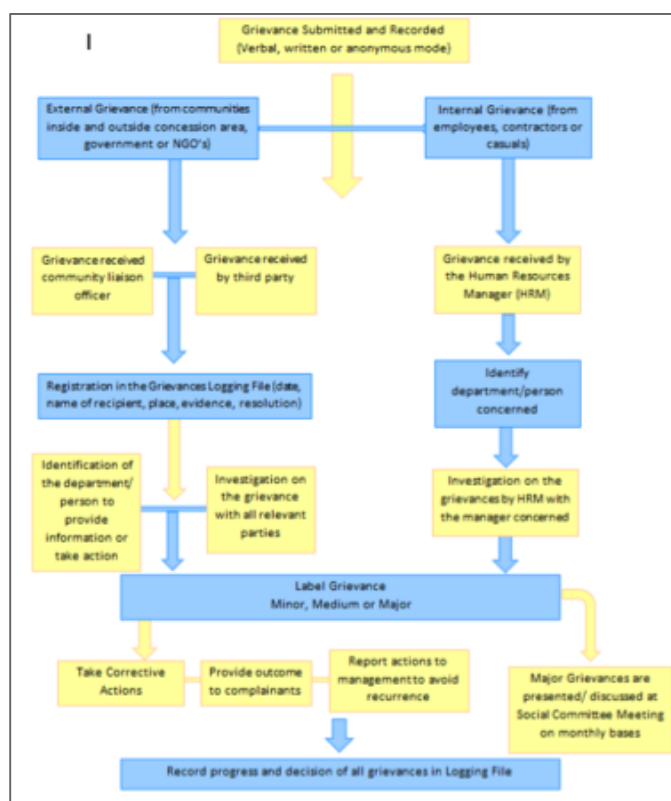 I
Grievance Submitted and Recorded
(Verbal, written or anonymous mode)
External Grievance (from communities
inside and outside concession area,
government or NGO's)
Internal Grievance (from
employees, contractors or
casuals)
Grievance received
community liaison
officer
Grievance received
by third party
Grievance received by
the Human Resources
Manager (HRM)
Registration in the Grievances Logging File (date,
name of recipient, place, evidence, resolution)
Identify
department/person
concerned
Identification of
the department/
person to
provide
information or
take action
Investigation on
the grievance
with all relevant
parties
Investigation on the
grievances by HRM with
the manager concerned
Label Grievance
Minor, Medium or Major
Take Corrective
Actions
Provide outcome
to complainants
Report actions to
management to avoid
recurrence
Major Grievances are
presented/ discussed at
Social Committee Meeting
on monthly bases
Record progress and decision of all grievances in Logging File